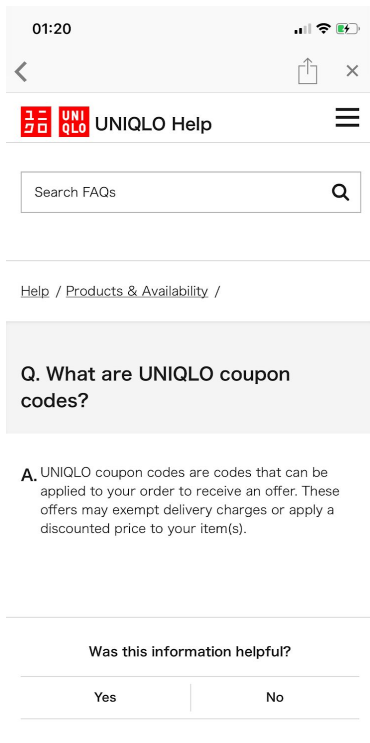 01:20
ユニ UNI
クロ QLO
UNIQLO Help
Search FAQs
Help / Products & Availability /
Q. What are UNIQLO coupon
codes?
A. UNIQLO coupon codes are codes that can be
applied to your order to receive an offer. These
offers may exempt delivery charges or apply a
discounted price to your item(s).
Was this information helpful?
Yes No